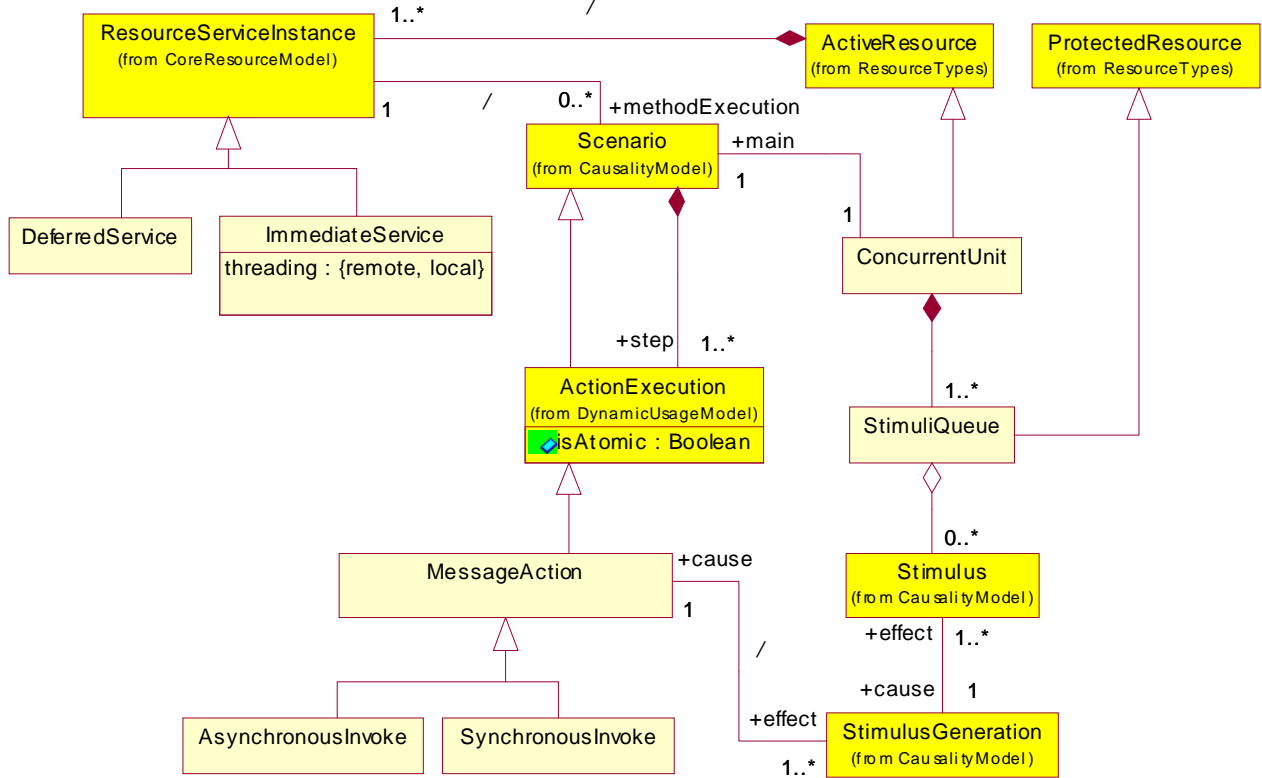 1..*
/
ResourceServiceInstance
(from CoreResourceModel)
ActiveResource
(from ResourceTypes)
ProtectedResource
(from ResourceTypes)
1
/
0..*
+methodExecution
Scenario
(from CausalityModel)
+main
1
1
DeferredService
ImmediateService
threading : {remote, local}
ConcurrentUnit
+step
1..*
ActionExecution
(from DynamicUsageModel)
isAtomic : Boolean
1..*
StimuliQueue
0..*
MessageAction
+cause
1
Stimulus
(from CausalityModel)
+effect
1..*
/
+cause
1
AsynchronousInvoke
SynchronousInvoke
+effect
1..*
StimulusGeneration
(from CausalityModel)